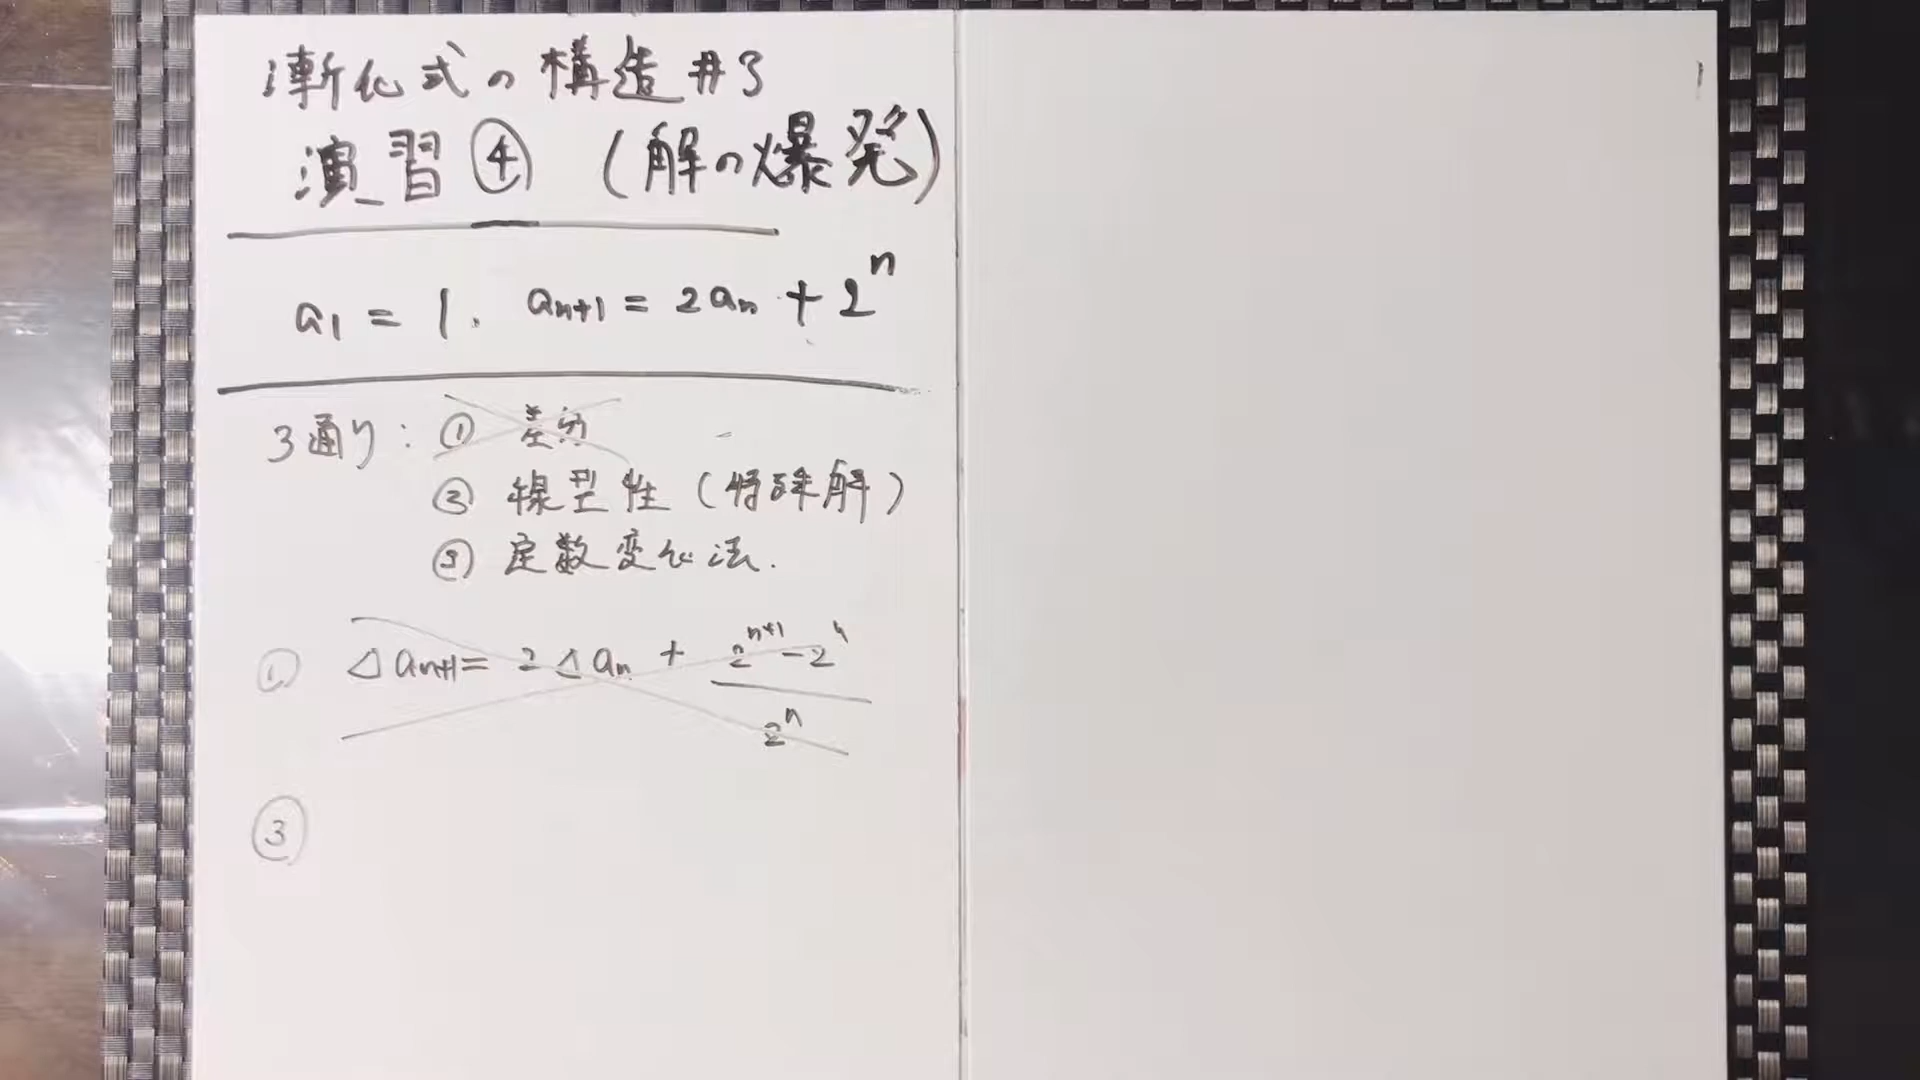 漸化式の構造 #3
演習④ (解の爆発)
a₁ = 1. aₙ₊₁ = 2aₙ + 2ⁿ
3通り: ① 差分
② 線型性 (特殊解)
③ 定数変化法.
① Δaₙ₊₁ = 2Δaₙ + 2ⁿ⁺¹ - 2ⁿ
2ⁿ
③